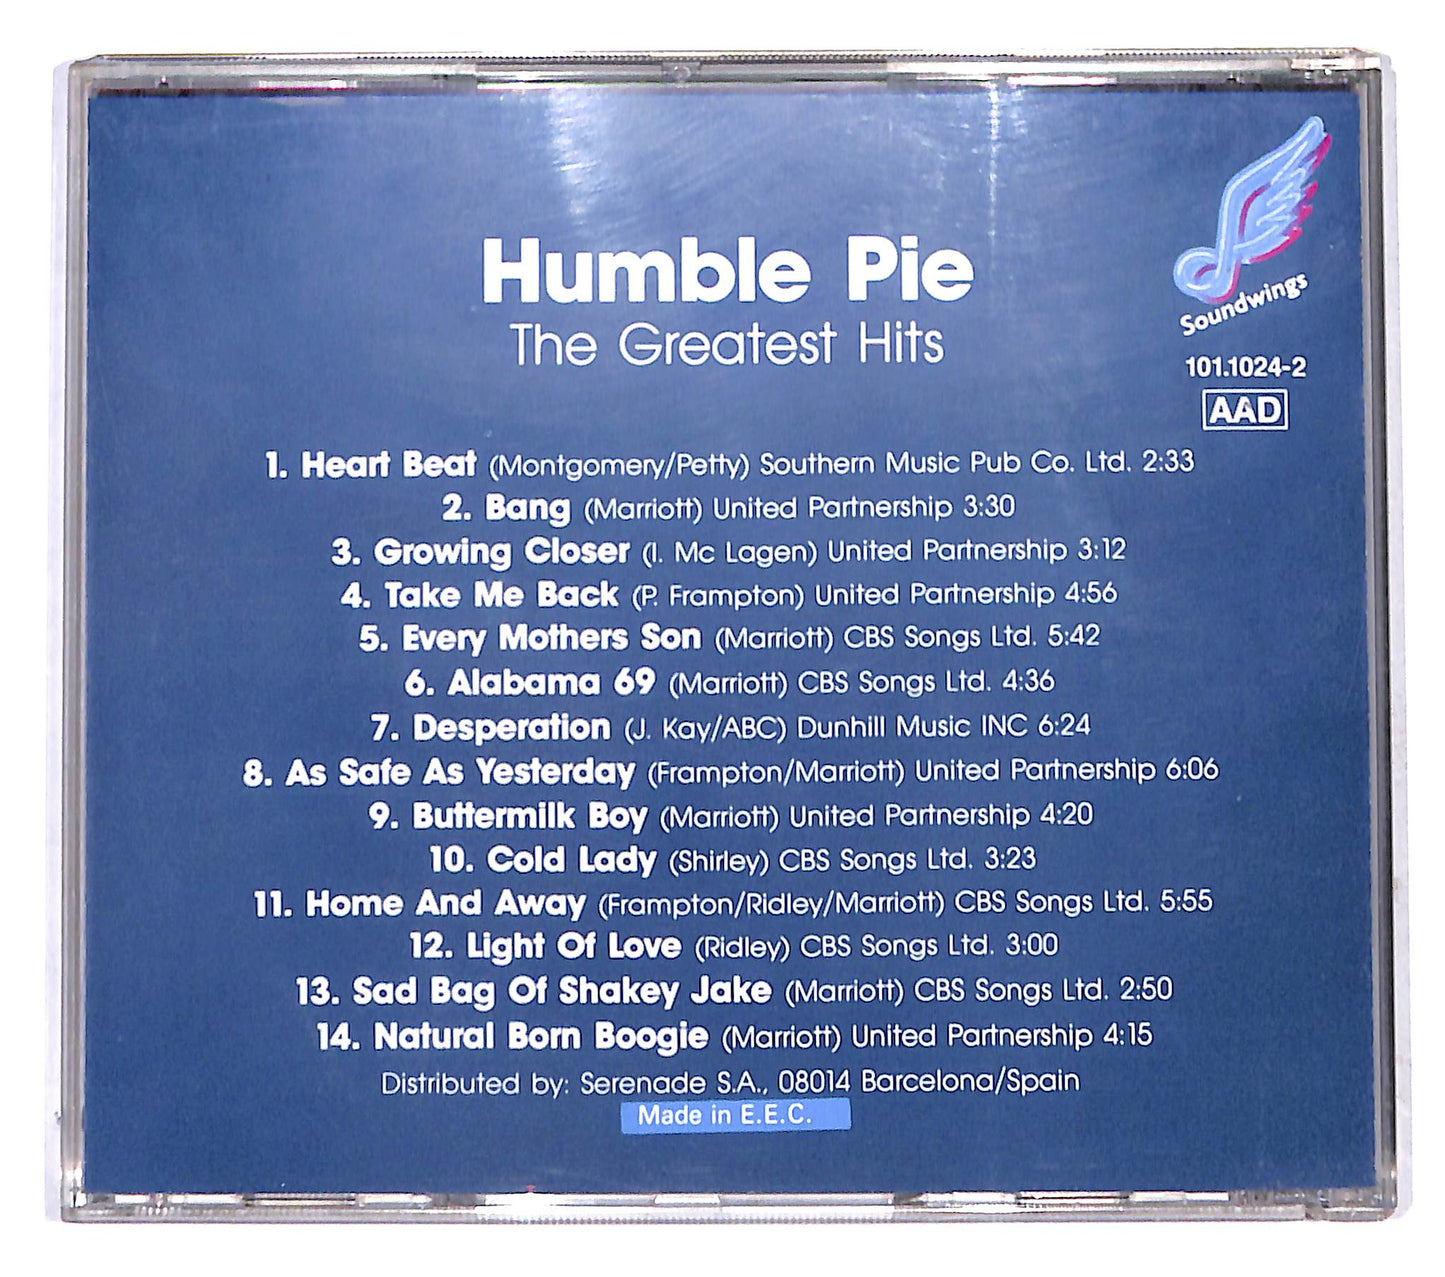 Humble Pie
The Greatest Hits
Soundwings
101.1024-2
AAD
1. Heart Beat (Montgomery/Petty) Southern Music Pub Co. Ltd. 2:33
2. Bang (Marriott) United Partnership 3:30
3. Growing Closer (I. Mc Lagen) United Partnership 3:12
4. Take Me Back (P. Frampton) United Partnership 4:56
5. Every Mothers Son (Marriott) CBS Songs Ltd. 5:42
6. Alabama 69 (Marriott) CBS Songs Ltd. 4:36
7. Desperation (J. Kay/ABC) Dunhill Music INC 6:24
8. As Safe As Yesterday (Frampton/Marriott) United Partnership 6:06
9. Buttermilk Boy (Marriott) United Partnership 4:20
10. Cold Lady (Shirley) CBS Songs Ltd. 3:23
11. Home And Away (Frampton/Ridley/Marriott) CBS Songs Ltd. 5:55
12. Light Of Love (Ridley) CBS Songs Ltd. 3:00
13. Sad Bag Of Shakey Jake (Marriott) CBS Songs Ltd. 2:50
14. Natural Born Boogie (Marriott) United Partnership 4:15
Distributed by: Serenade S.A., 08014 Barcelona/Spain
Made in E.E.C.